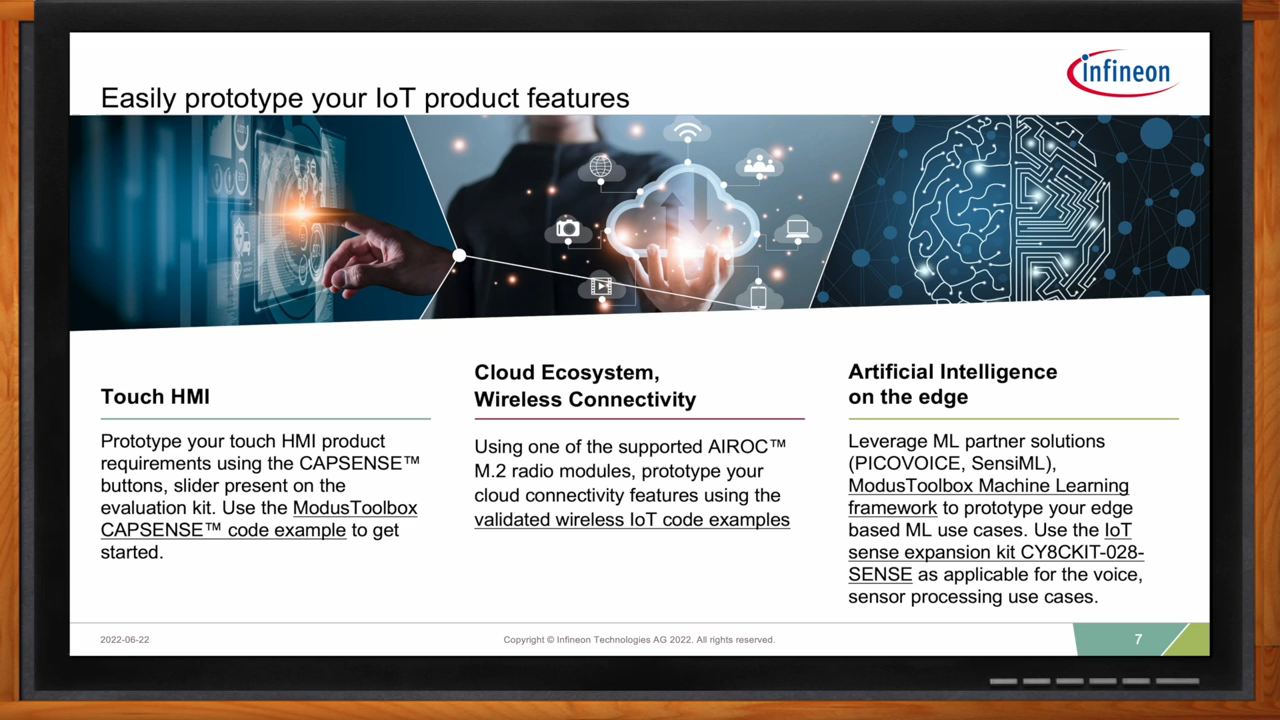 infineon
Easily prototype your IoT product features
Touch HMI
Prototype your touch HMI product
requirements using the CAPSENSE™
buttons, slider present on the
evaluation kit. Use the ModusToolbox
CAPSENSE™ code example to get
started.
Cloud Ecosystem,
Wireless Connectivity
Using one of the supported AIROC™
M.2 radio modules, prototype your
cloud connectivity features using the
validated wireless IoT code examples
Artificial Intelligence
on the edge
Leverage ML partner solutions
(PICOVOICE, SensiML),
ModusToolbox Machine Learning
framework to prototype your edge
based ML use cases. Use the IoT
sense expansion kit CY8CKIT-028-
SENSE as applicable for the voice,
sensor processing use cases.
2022-06-22
Copyright © Infineon Technologies AG 2022. All rights reserved.
7